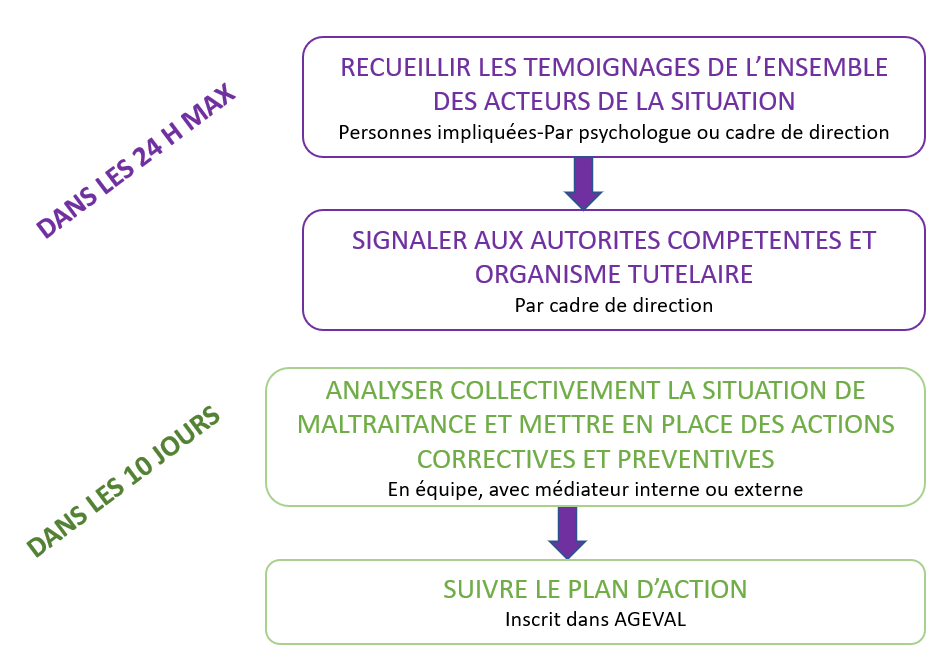 DANS LES 24 H MAX
RECUEILLIR LES TEMOIGNAGES DE L’ENSEMBLE
DES ACTEURS DE LA SITUATION
Personnes impliquées-Par psychologue ou cadre de direction
SIGNALER AUX AUTORITES COMPETENTES ET
ORGANISME TUTELAIRE
Par cadre de direction
DANS LES 10 JOURS
ANALYSER COLLECTIVEMENT LA SITUATION DE
MALTRAITANCE ET METTRE EN PLACE DES ACTIONS
CORRECTIVES ET PREVENTIVES
En équipe, avec médiateur interne ou externe
SUIVRE LE PLAN D’ACTION
Inscrit dans AGEVAL